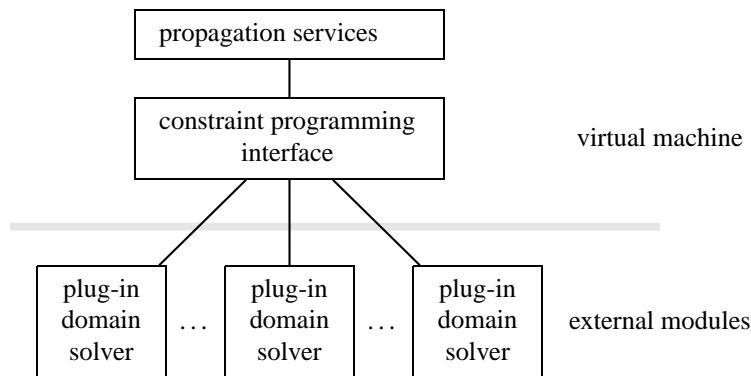 propagation services
constraint programming
interface
virtual machine
plug-in
domain
solver
...
plug-in
domain
solver
...
plug-in
domain
solver
external modules